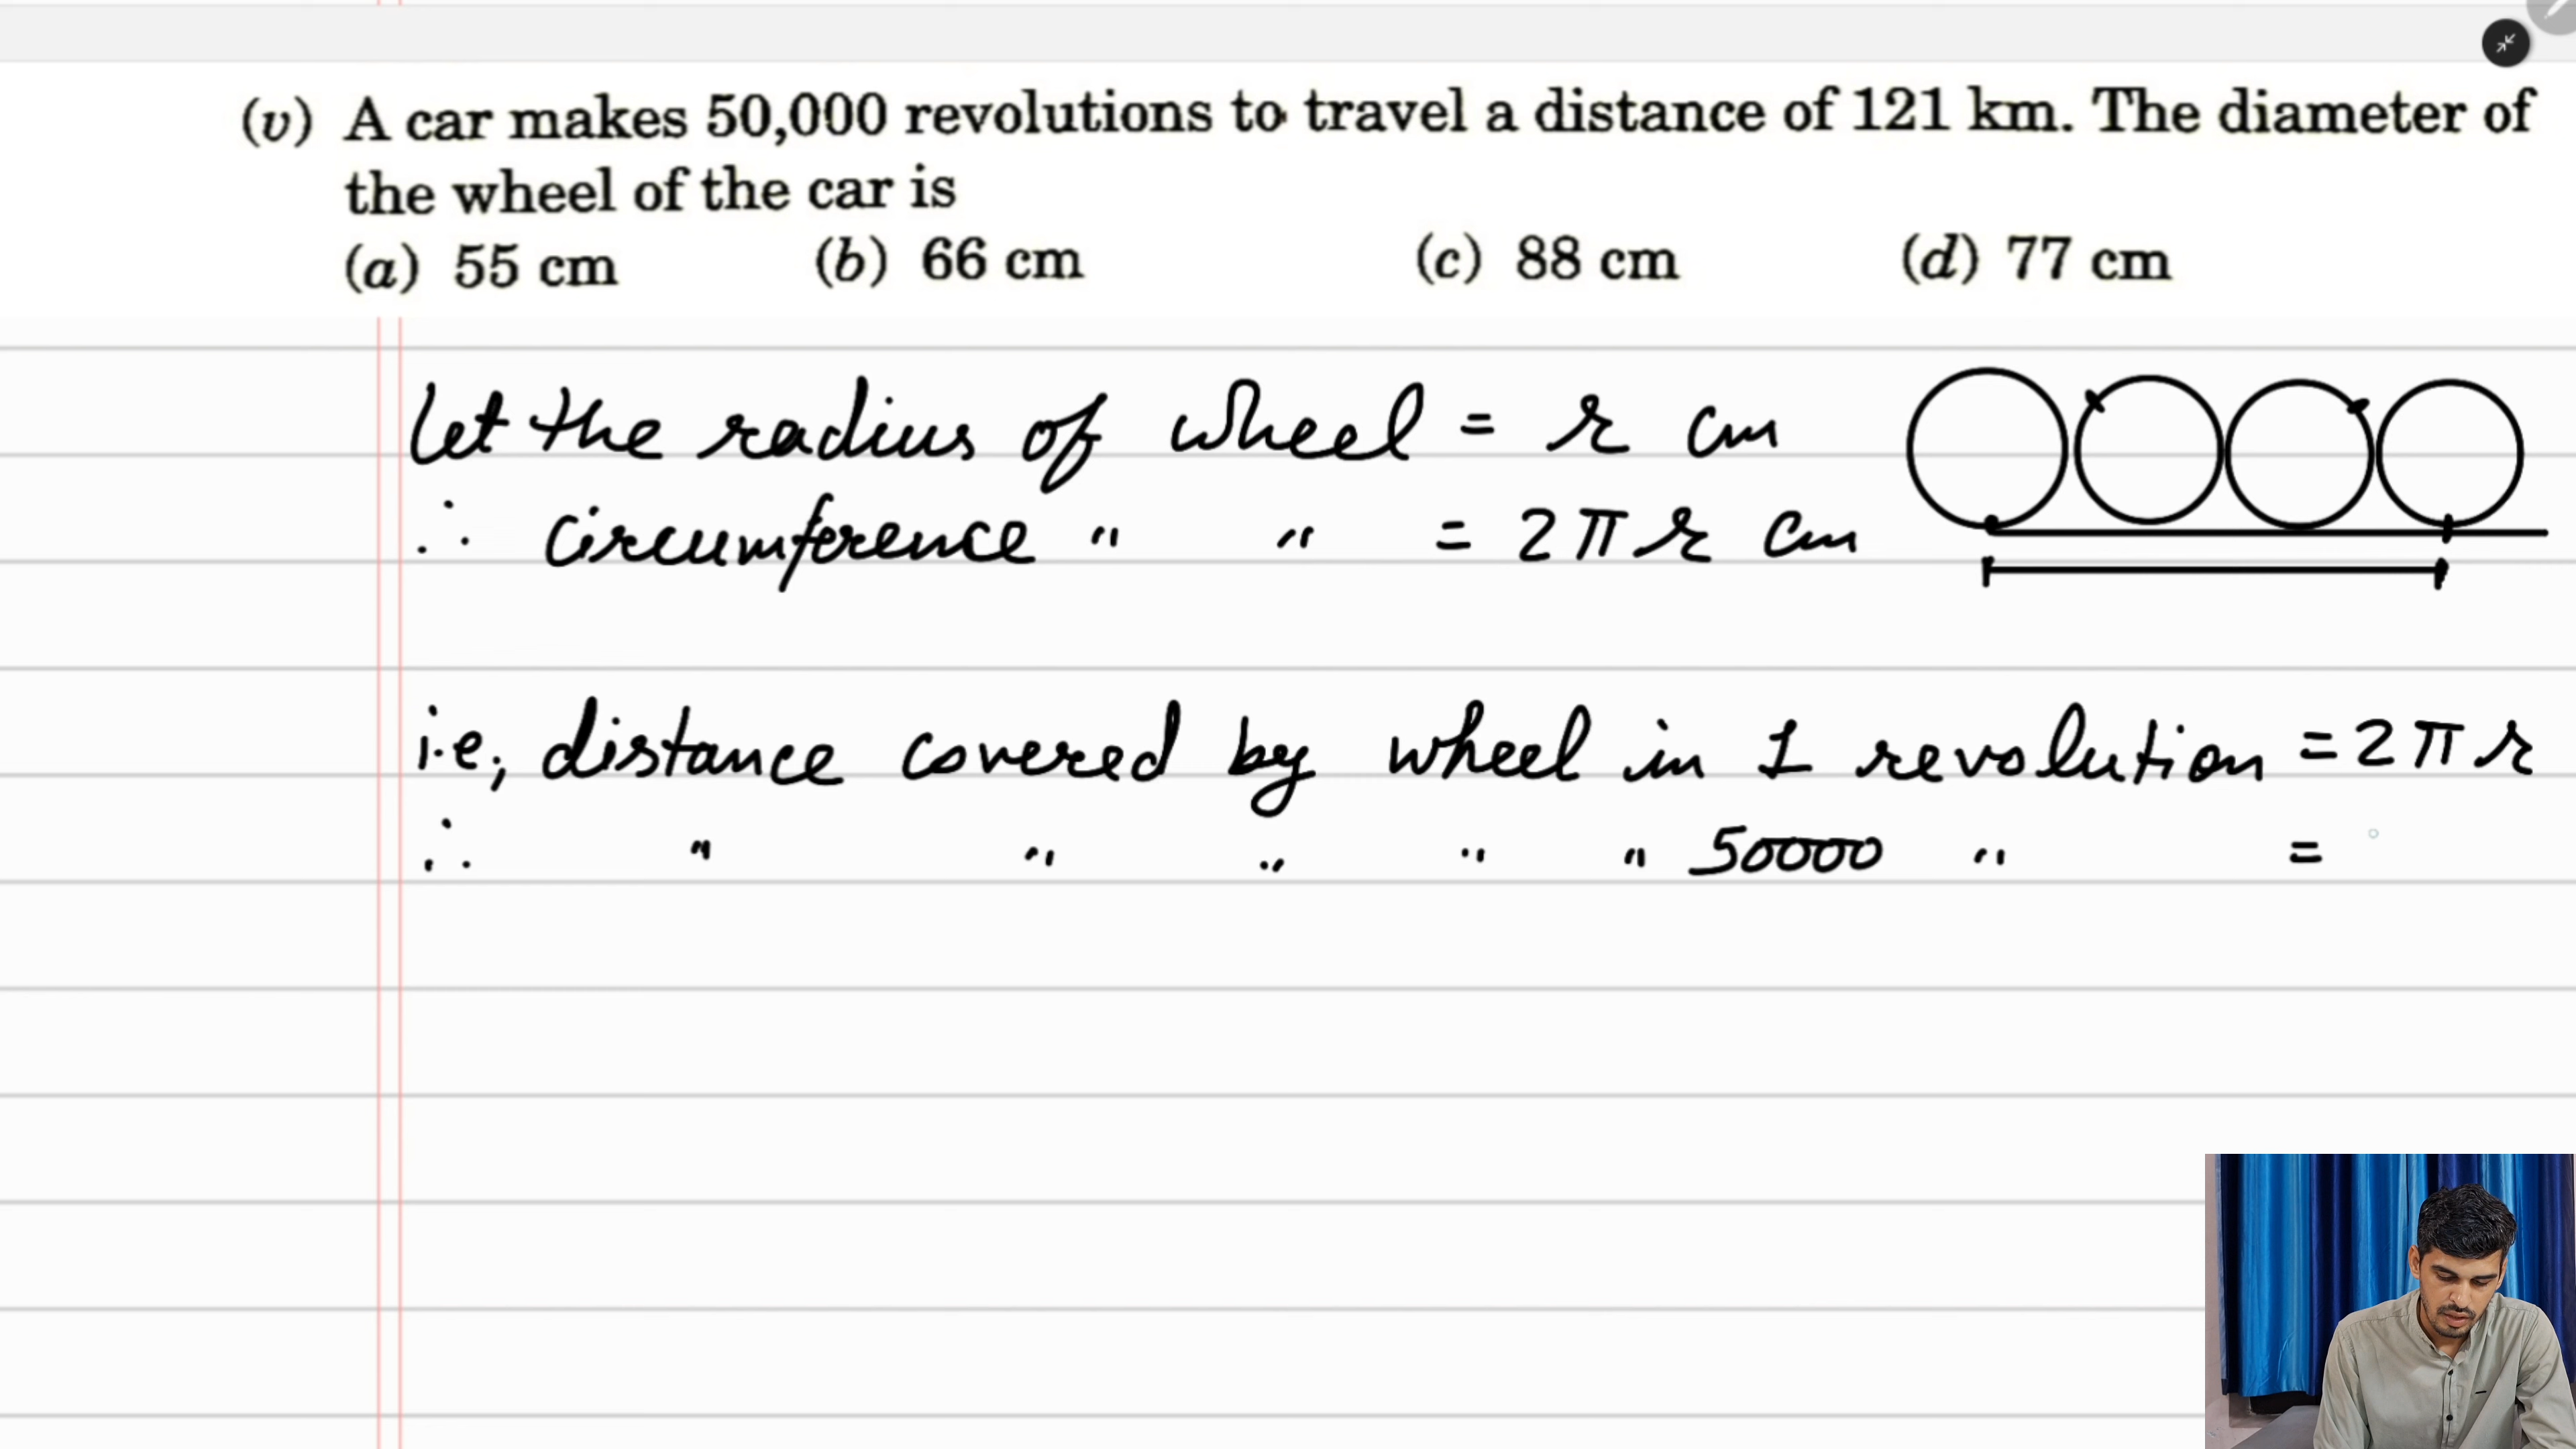 (v) A car makes 50,000 revolutions to travel a distance of 121 km. The diameter of
the wheel of the car is
(a) 55 cm (b) 66 cm (c) 88 cm (d) 77 cm
Let the radius of wheel = r cm
∴ circumference " " = 2πr cm
i.e, distance covered by wheel in 1 revolution = 2πr
∴ " " " " " 50000 " =